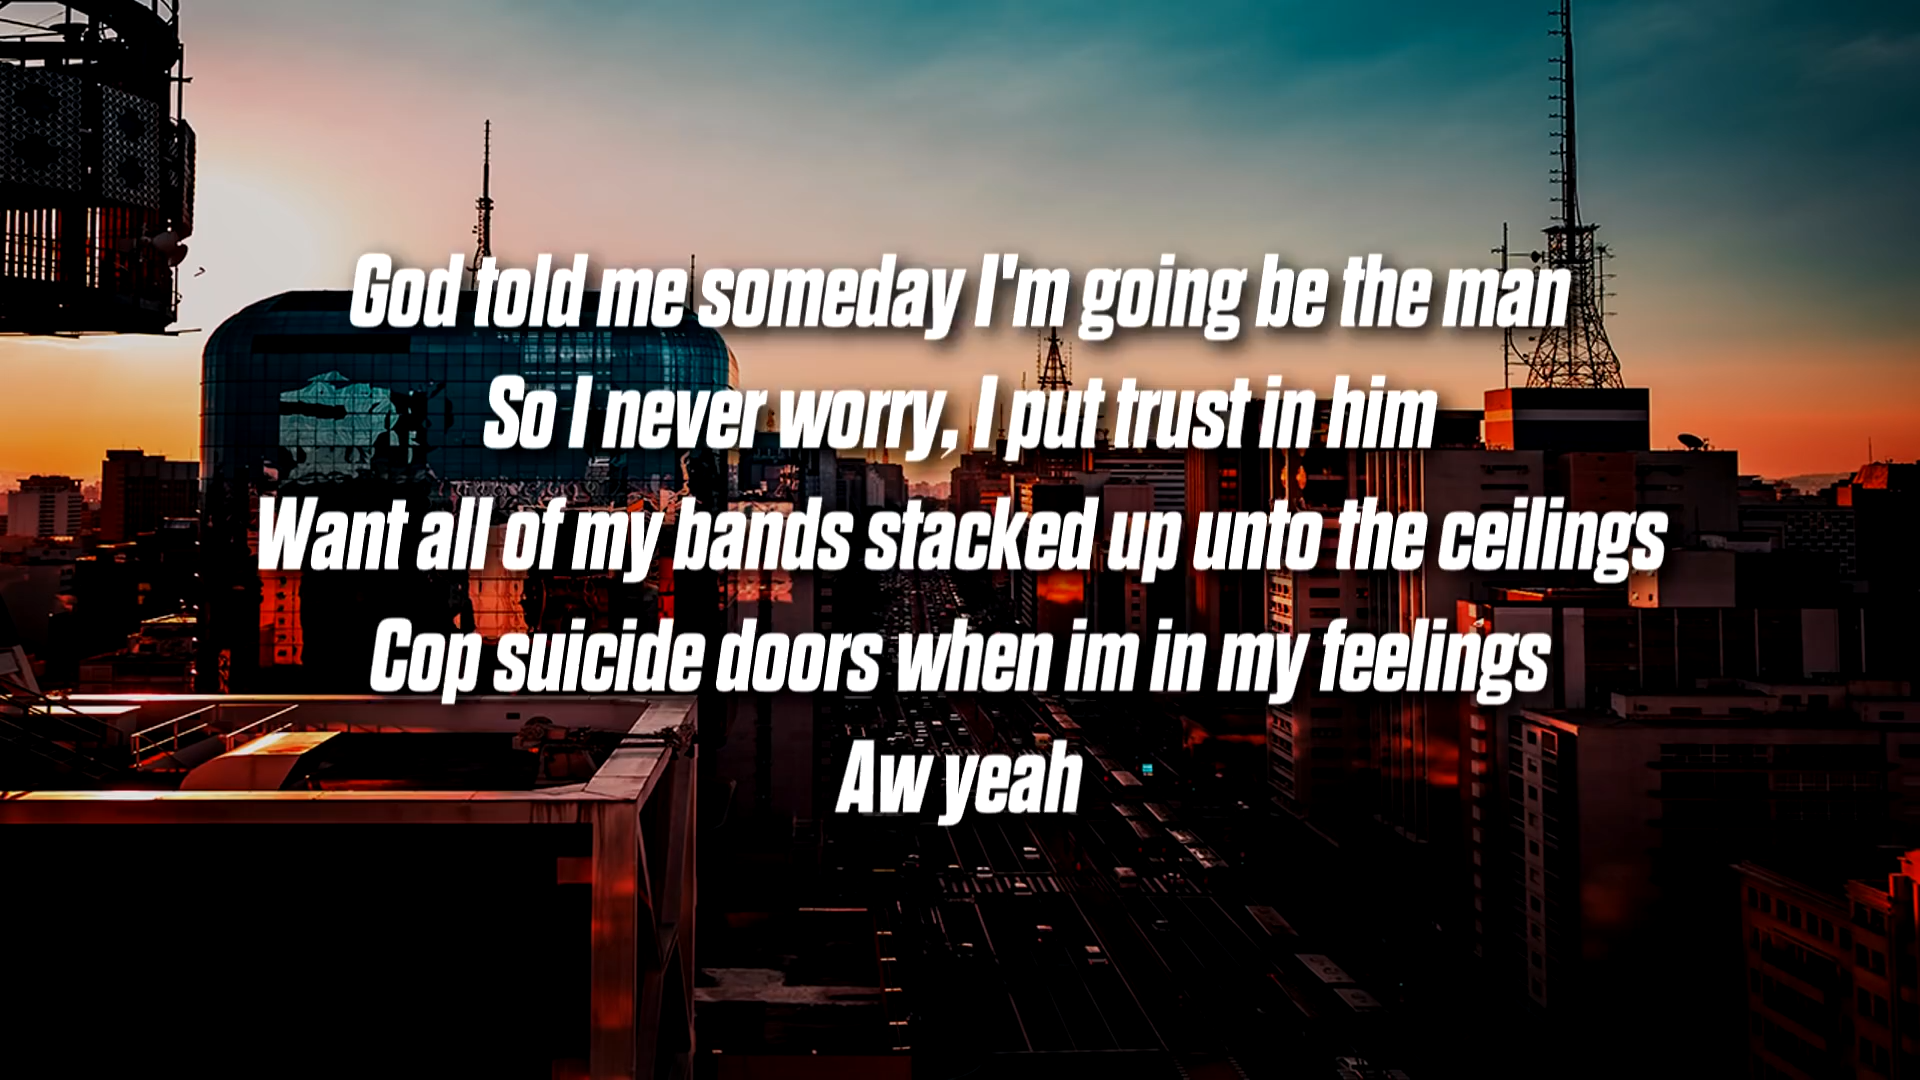 God told me someday I'm going be the man
So I never worry, I put trust in him
Want all of my bands stacked up unto the ceilings
Cop suicide doors when im in my feelings
Aw yeah